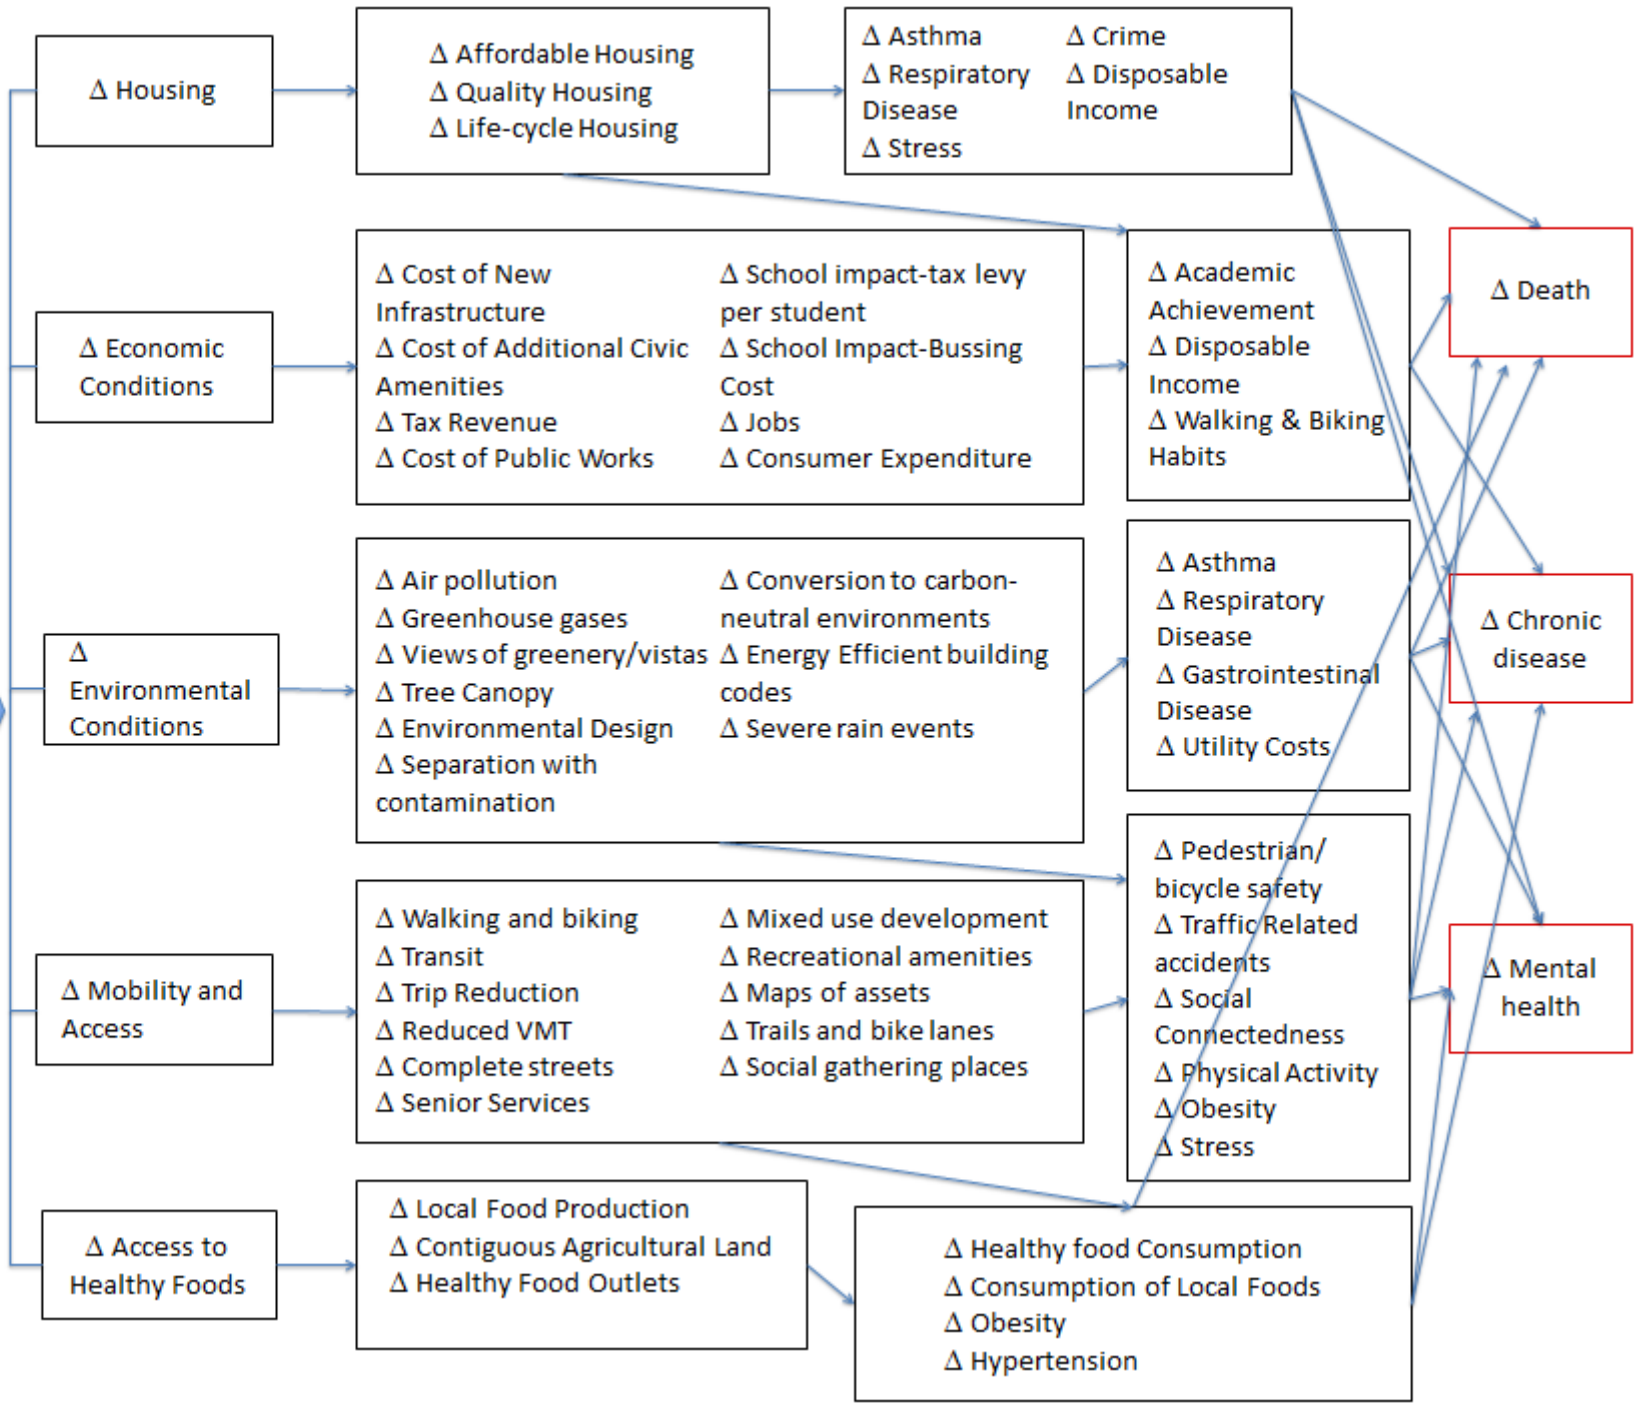 Δ Housing
Δ Affordable Housing
Δ Quality Housing
Δ Life-cycle Housing
Δ Asthma
Δ Respiratory
Disease
Δ Stress
Δ Crime
Δ Disposable
Income
Δ Economic
Conditions
Δ Cost of New
Infrastructure
Δ Cost of Additional Civic
Amenities
Δ Tax Revenue
Δ Cost of Public Works
Δ School impact-tax levy
per student
Δ School Impact-Bussing
Cost
Δ Jobs
Δ Consumer Expenditure
Δ Academic
Achievement
Δ Disposable
Income
Δ Walking & Biking
Habits
Δ Death
Δ
Environmental
Conditions
Δ Air pollution
Δ Greenhouse gases
Δ Views of greenery/vistas
Δ Tree Canopy
Δ Environmental Design
Δ Separation with
contamination
Δ Conversion to carbon-
neutral environments
Δ Energy Efficient building
codes
Δ Severe rain events
Δ Asthma
Δ Respiratory
Disease
Δ Gastrointestinal
Disease
Δ Utility Costs
Δ Chronic
disease
Δ Mobility and
Access
Δ Walking and biking
Δ Transit
Δ Trip Reduction
Δ Reduced VMT
Δ Complete streets
Δ Senior Services
Δ Mixed use development
Δ Recreational amenities
Δ Maps of assets
Δ Trails and bike lanes
Δ Social gathering places
Δ Pedestrian/
bicycle safety
Δ Traffic Related
accidents
Δ Social
Connectedness
Δ Physical Activity
Δ Obesity
Δ Stress
Δ Mental
health
Δ Access to
Healthy Foods
Δ Local Food Production
Δ Contiguous Agricultural Land
Δ Healthy Food Outlets
Δ Healthy food Consumption
Δ Consumption of Local Foods
Δ Obesity
Δ Hypertension